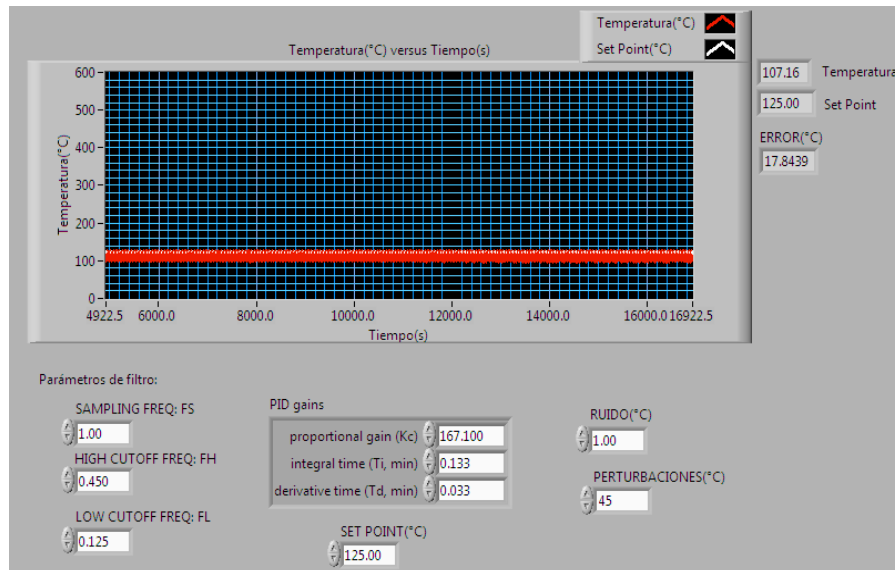 Temperatura(°C)
Temperatura(°C) versus Tiempo(s)
Set Point(°C)
600
500
400
300
200
100
0
Temperatura(°C)
4922.5 6000.0 8000.0 10000.0 12000.0 14000.0 16000.0 16922.5
Tiempo(s)
107.16 Temperatura
125.00 Set Point
ERROR(°C)
17.8439
Parámetros de filtro:
SAMPLING FREQ: FS
1.00
HIGH CUTOFF FREQ: FH
0.450
LOW CUTOFF FREQ: FL
0.125
PID gains
proportional gain (Kc) 167.100
integral time (Ti, min) 0.133
derivative time (Td, min) 0.033
SET POINT(°C)
125.00
RUIDO(°C)
1.00
PERTURBACIONES(°C)
45